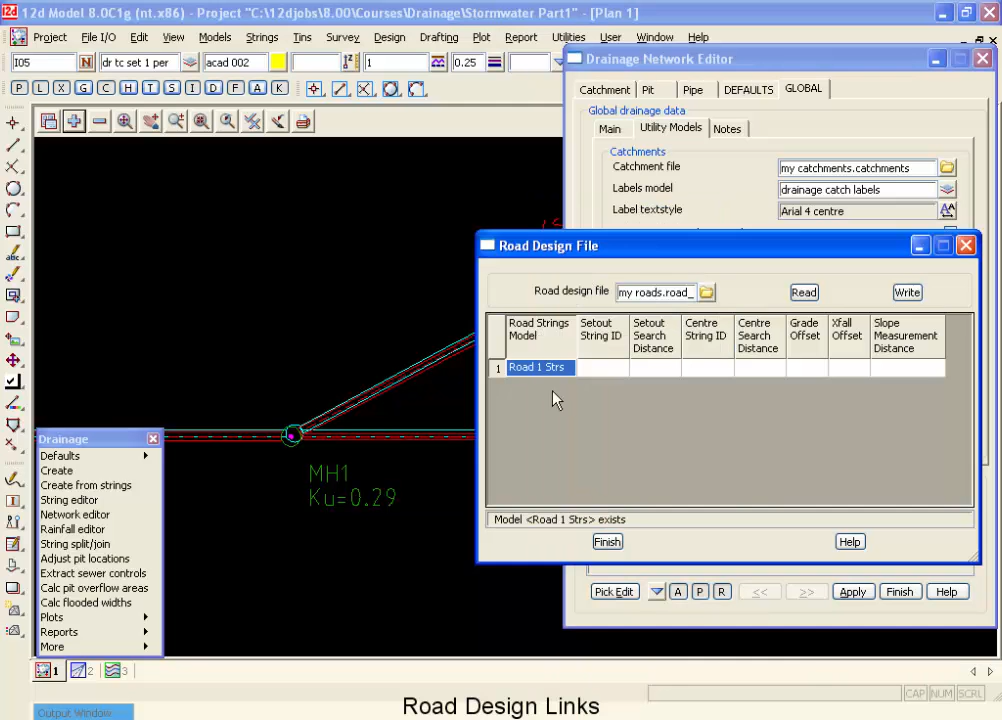 12d Model 8.0C1g (nt.x86) - Project "C:\12djobs\8.00\Courses\Drainage\Stormwater Part1" - [Plan 1]
Project File I/O Edit View Models Strings Tins Survey Design Drafting Plot Report Utilities User Window Help
I05 N dr tc set 1 per acad 002 1 0.25
P L X G C H T S I D F A K
Drainage Network Editor
Catchment Pit Pipe DEFAULTS GLOBAL
Global drainage data
Main Utility Models Notes
Catchments
Catchment file my catchments.catchments
Labels model drainage catch labels
Label textstyle Arial 4 centre
Road Design File
Road design file my roads.road_ Read Write
Road Strings Model Setout String ID Setout Search Distance Centre String ID Centre Search Distance Grade Offset Xfall Offset Slope Measurement Distance
1 Road 1 Strs
Model <Road 1 Strs> exists
Finish Help
Pick Edit A P R << >> Apply Finish Help
MH1
Ku=0.29
Drainage
Defaults
Create
Create from strings
String editor
Network editor
Rainfall editor
String split/join
Adjust pit locations
Extract sewer controls
Calc pit overflow areas
Calc flooded widths
Plots
Reports
More
1 2 3
CAP NUM SCRL
Road Design Links
Output Window